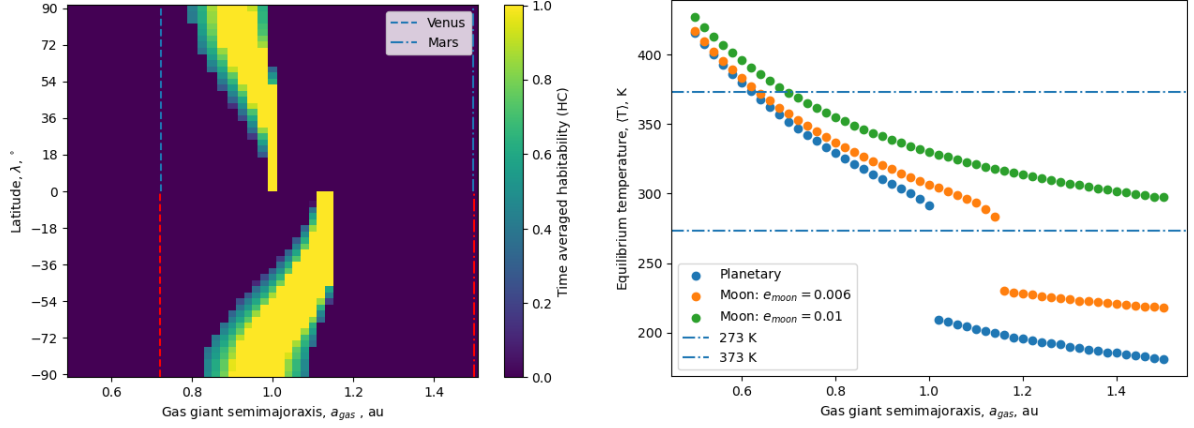 90
72
54
36
18
0
−18
−36
−54
−72
−90
Latitude, λ, °
0.6
0.8
1.0
1.2
1.4
Gas giant semimajoraxis, a_gas , au
Venus
Mars
1.0
0.8
0.6
0.4
0.2
0.0
Time averaged habitability (HC)
400
350
300
250
200
Equilibrium temperature, ⟨T⟩, K
Planetary
Moon: e_moon = 0.006
Moon: e_moon = 0.01
273 K
373 K
0.6
0.8
1.0
1.2
1.4
Gas giant semimajoraxis, a_gas, au